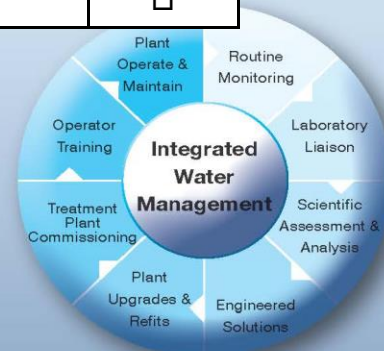 Plant
Operate &
Maintain
Routine
Monitoring
Laboratory
Liaison
Scientific
Assessment &
Analysis
Engineered
Solutions
Plant
Upgrades &
Refits
Treatment
Plant
Commissioning
Operator
Training
Integrated
Water
Management